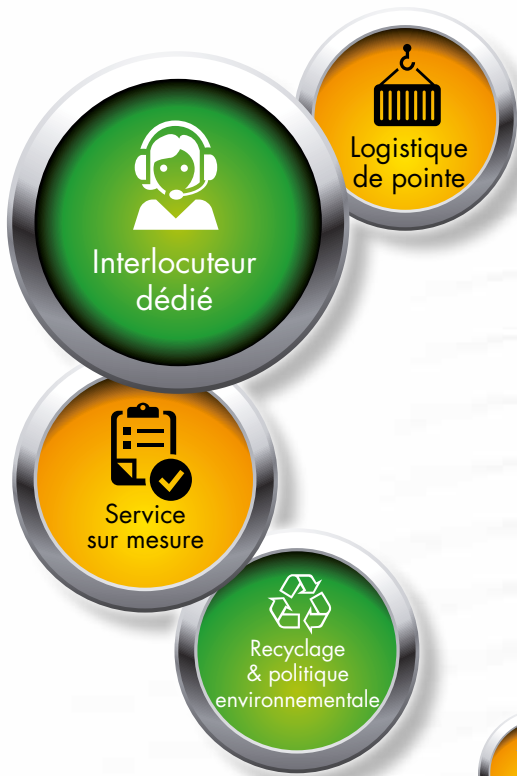 Logistique
de pointe
Interlocuteur
dédié
Service
sur mesure
Recyclage
& politique
environnementale